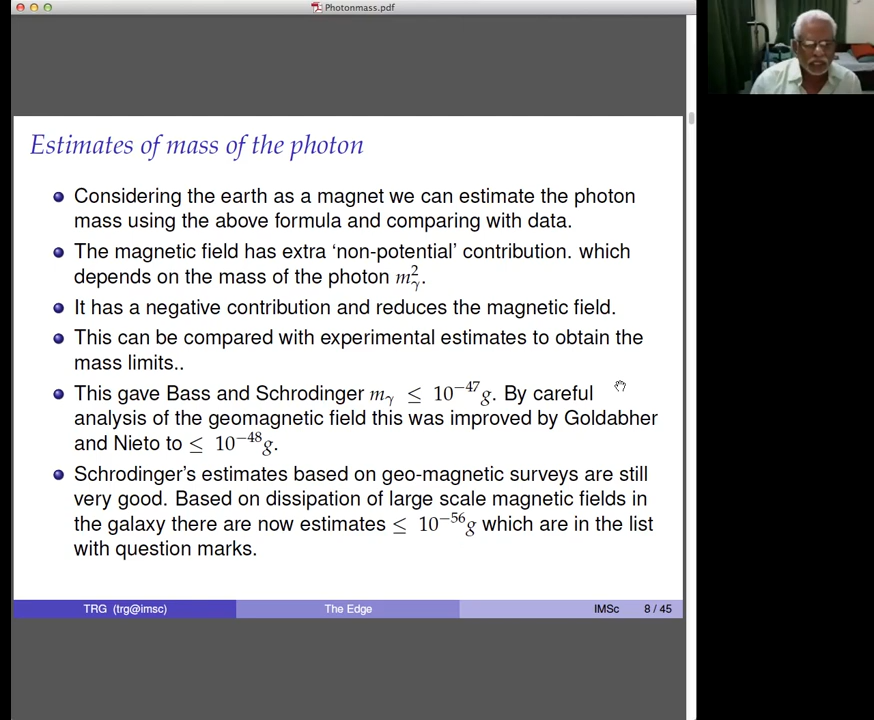 Photonmass.pdf
Estimates of mass of the photon
Considering the earth as a magnet we can estimate the photon
mass using the above formula and comparing with data.
The magnetic field has extra ‘non-potential’ contribution. which
depends on the mass of the photon m_γ^2.
It has a negative contribution and reduces the magnetic field.
This can be compared with experimental estimates to obtain the
mass limits..
This gave Bass and Schrodinger m_γ ≤ 10^−47 g. By careful
analysis of the geomagnetic field this was improved by Goldabher
and Nieto to ≤ 10^−48 g.
Schrodinger's estimates based on geo-magnetic surveys are still
very good. Based on dissipation of large scale magnetic fields in
the galaxy there are now estimates ≤ 10^−56 g which are in the list
with question marks.
TRG (trg@imsc) The Edge IMSc 8 / 45